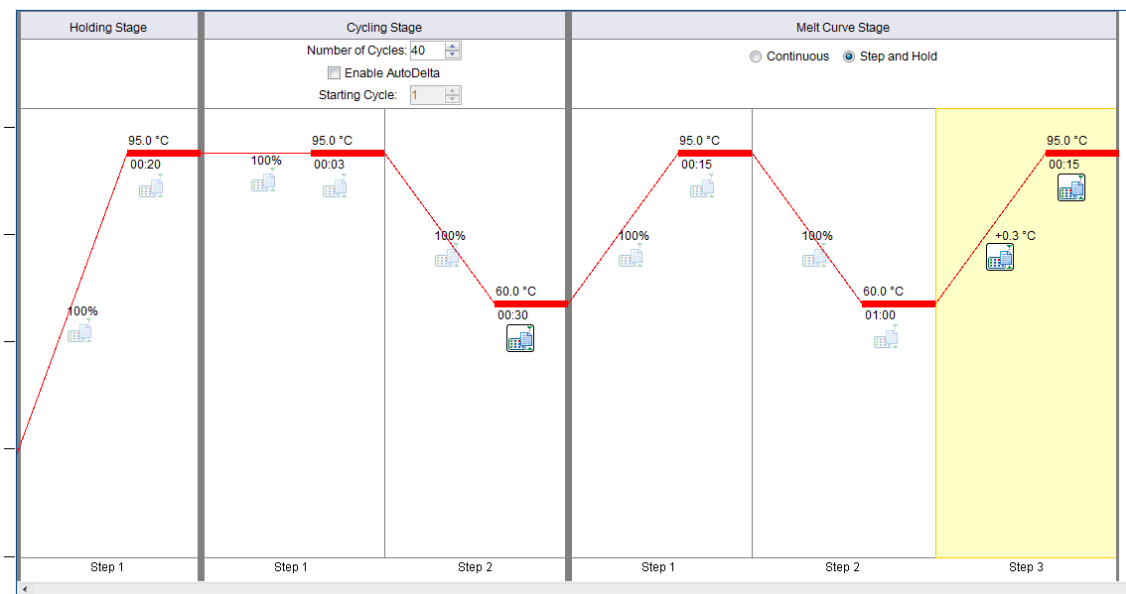 Holding Stage
Cycling Stage
Melt Curve Stage
Number of Cycles: 40
Enable AutoDelta
Starting Cycle: 1
Continuous
Step and Hold
95.0 °C
00:20
100%
95.0 °C
100%
00:03
100%
60.0 °C
00:30
95.0 °C
00:15
100%
100%
60.0 °C
01:00
95.0 °C
00:15
+0.3 °C
Step 1
Step 1
Step 2
Step 1
Step 2
Step 3